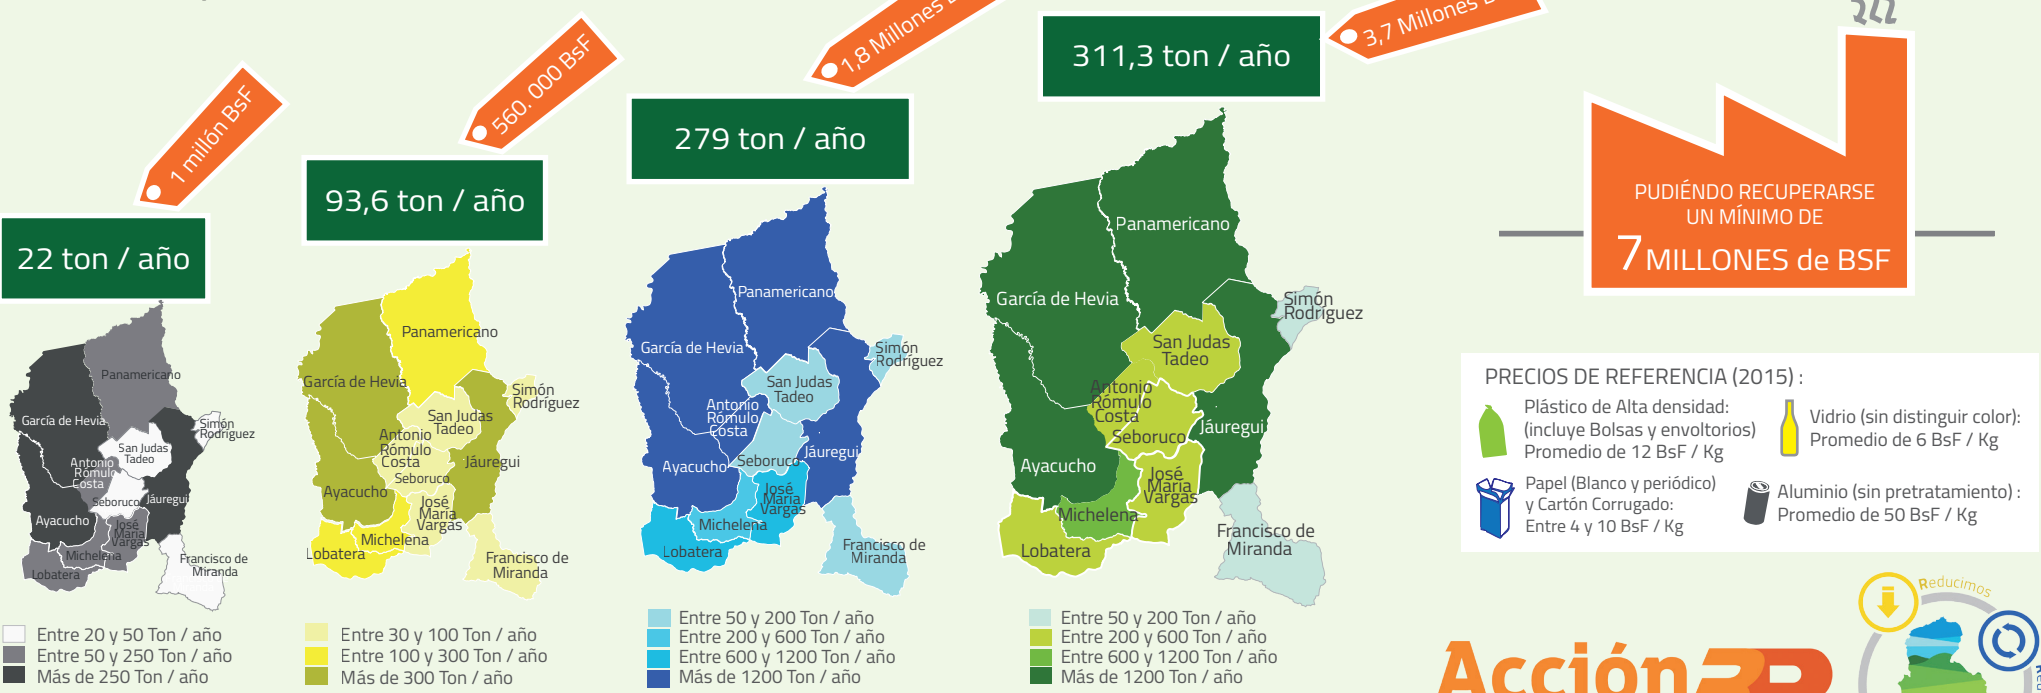 22 ton / año
1 millón BsF
García de Hevia
Panamericano
Simón
Rodríguez
San Judas
Tadeo
Antonio
Rómulo
Costa
Seboruco
Jáuregui
Ayacucho
José
María
Vargas
Michelena
Lobatera
Francisco de
Miranda
Entre 20 y 50 Ton / año
Entre 50 y 250 Ton / año
Más de 250 Ton / año
93,6 ton / año
560. 000 BsF
Panamericano
García de Hevia
Simón
Rodríguez
San Judas
Tadeo
Antonio
Rómulo
Costa
Jáuregui
Seboruco
Ayacucho
José
María
Vargas
Michelena
Lobatera
Francisco de
Miranda
Entre 30 y 100 Ton / año
Entre 100 y 300 Ton / año
Más de 300 Ton / año
279 ton / año
1,8 Millones
Panamericano
García de Hevia
Simón
Rodríguez
San Judas
Tadeo
Antonio
Rómulo
Costa
Jáuregui
Seboruco
Ayacucho
José
María
Vargas
Michelena
Lobatera
Francisco de
Miranda
Entre 50 y 200 Ton / año
Entre 200 y 600 Ton / año
Entre 600 y 1200 Ton / año
Más de 1200 Ton / año
311,3 ton / año
3,7 Millones
Panamericano
García de Hevia
Simón
Rodríguez
San Judas
Tadeo
Antonio
Rómulo
Costa
Jáuregui
Seboruco
Ayacucho
José
María
Vargas
Michelena
Lobatera
Francisco de
Miranda
Entre 50 y 200 Ton / año
Entre 200 y 600 Ton / año
Entre 600 y 1200 Ton / año
Más de 1200 Ton / año
PUDIÉNDO RECUPERARSE
UN MÍNIMO DE
7 MILLONES de BSF
PRECIOS DE REFERENCIA (2015) :
Plástico de Alta densidad:
(incluye Bolsas y envoltorios)
Promedio de 12 BsF / Kg
Vidrio (sin distinguir color):
Promedio de 6 BsF / Kg
Papel (Blanco y periódico)
y Cartón Corrugado:
Entre 4 y 10 BsF / Kg
Aluminio (sin pretratamiento) :
Promedio de 50 BsF / Kg
Acción 3R
Reducimos